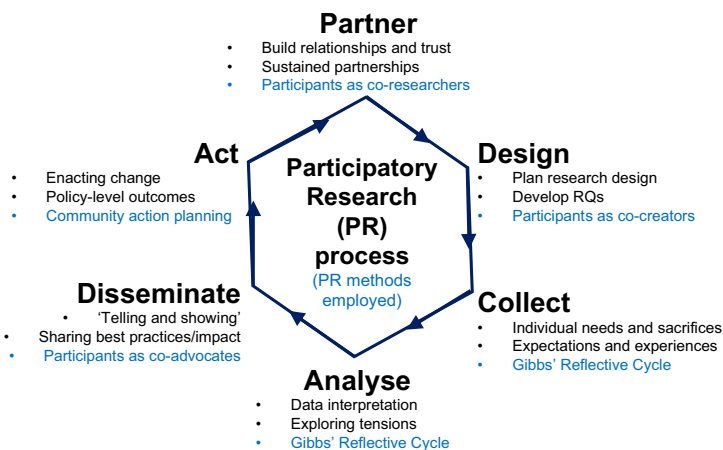 Partner
• Build relationships and trust
• Sustained partnerships
• Participants as co-researchers
Design
• Plan research design
• Develop RQs
• Participants as co-creators
Collect
• Individual needs and sacrifices
• Expectations and experiences
• Gibbs’ Reflective Cycle
Analyse
• Data interpretation
• Exploring tensions
• Gibbs’ Reflective Cycle
Disseminate
• ‘Telling and showing’
• Sharing best practices/impact
• Participants as co-advocates
Act
• Enacting change
• Policy-level outcomes
• Community action planning
Participatory
Research
(PR)
process
(PR methods
employed)